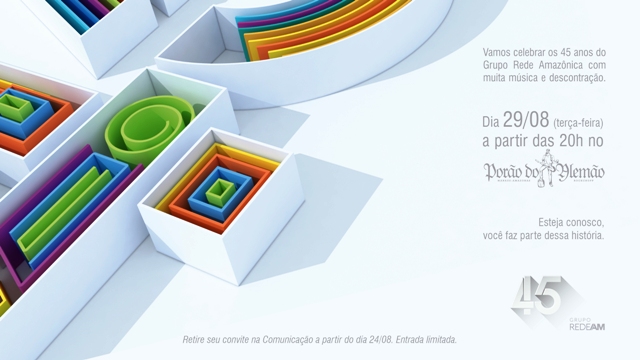 Vamos celebrar os 45 anos do
Grupo Rede Amazônica com
muita música e descontração.
Dia 29/08 (terça-feira)
a partir das 20h no
Porão do Alemão
Esteja conosco,
você faz parte dessa história.
45
GRUPO
REDEAM
Retire seu convite na Comunicação a partir do dia 24/08. Entrada limitada.